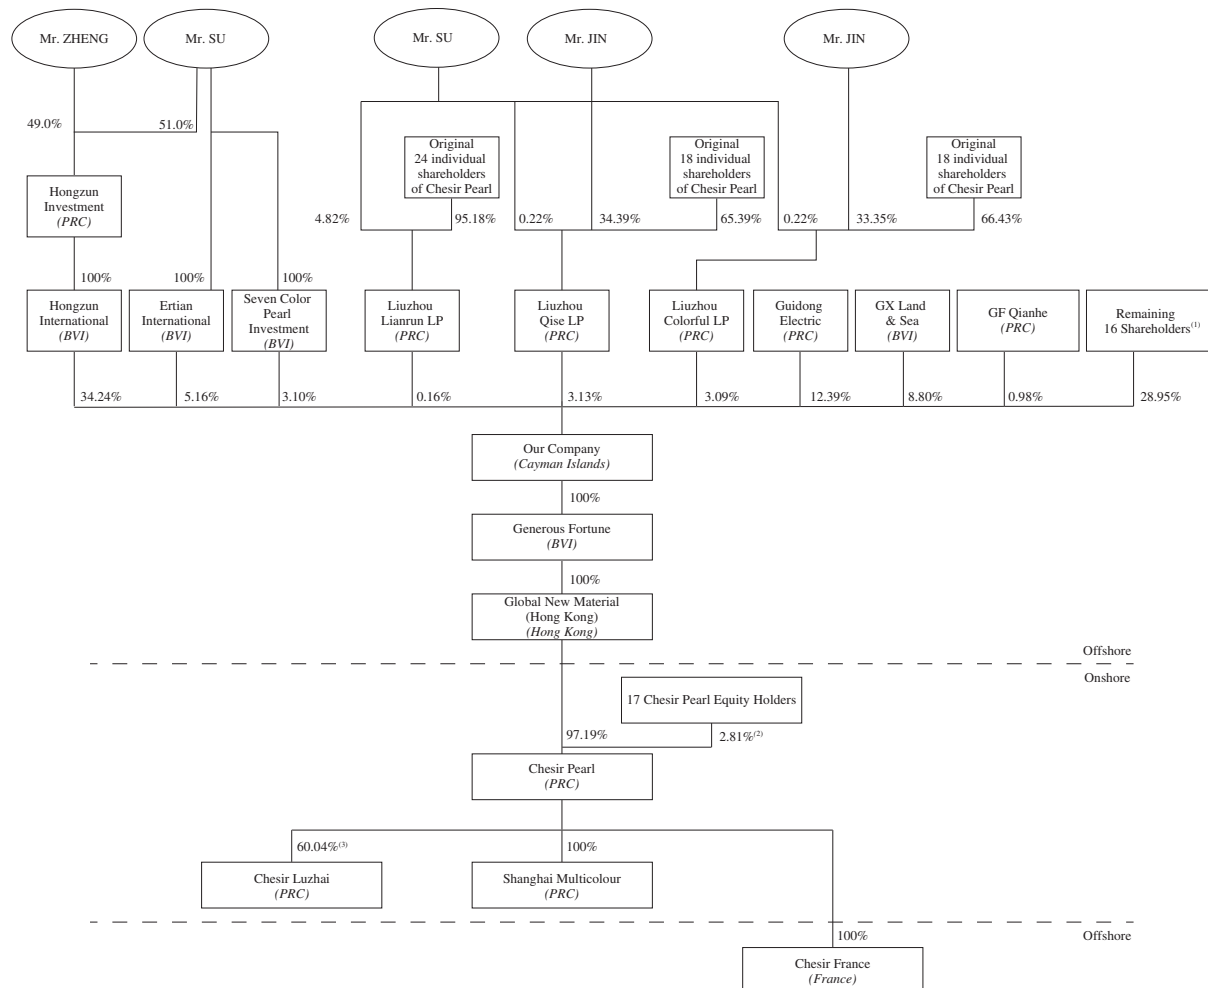 Mr. ZHENG
Mr. SU
Mr. SU
Mr. JIN
Mr. JIN
49.0%
51.0%
Original
24 individual
shareholders
of Chesir Pearl
Original
18 individual
shareholders
of Chesir Pearl
Original
18 individual
shareholders
of Chesir Pearl
Hongzun
Investment
(PRC)
4.82%
95.18%
0.22%
34.39%
65.39%
0.22%
33.35%
66.43%
100%
100%
100%
Hongzun
International
(BVI)
Ertian
International
(BVI)
Seven Color
Pearl
Investment
(BVI)
Liuzhou
Lianrun LP
(PRC)
Liuzhou
Qise LP
(PRC)
Liuzhou
Colorful LP
(PRC)
Guidong
Electric
(PRC)
GX Land
& Sea
(BVI)
GF Qianhe
(PRC)
Remaining
16 Shareholders(1)
34.24%
5.16%
3.10%
0.16%
3.13%
3.09%
12.39%
8.80%
0.98%
28.95%
Our Company
(Cayman Islands)
100%
Generous Fortune
(BVI)
100%
Global New Material
(Hong Kong)
(Hong Kong)
Offshore
Onshore
17 Chesir Pearl Equity Holders
97.19%
2.81%(2)
Chesir Pearl
(PRC)
60.04%(3)
100%
Chesir Luzhai
(PRC)
Shanghai Multicolour
(PRC)
100%
Offshore
Chesir France
(France)